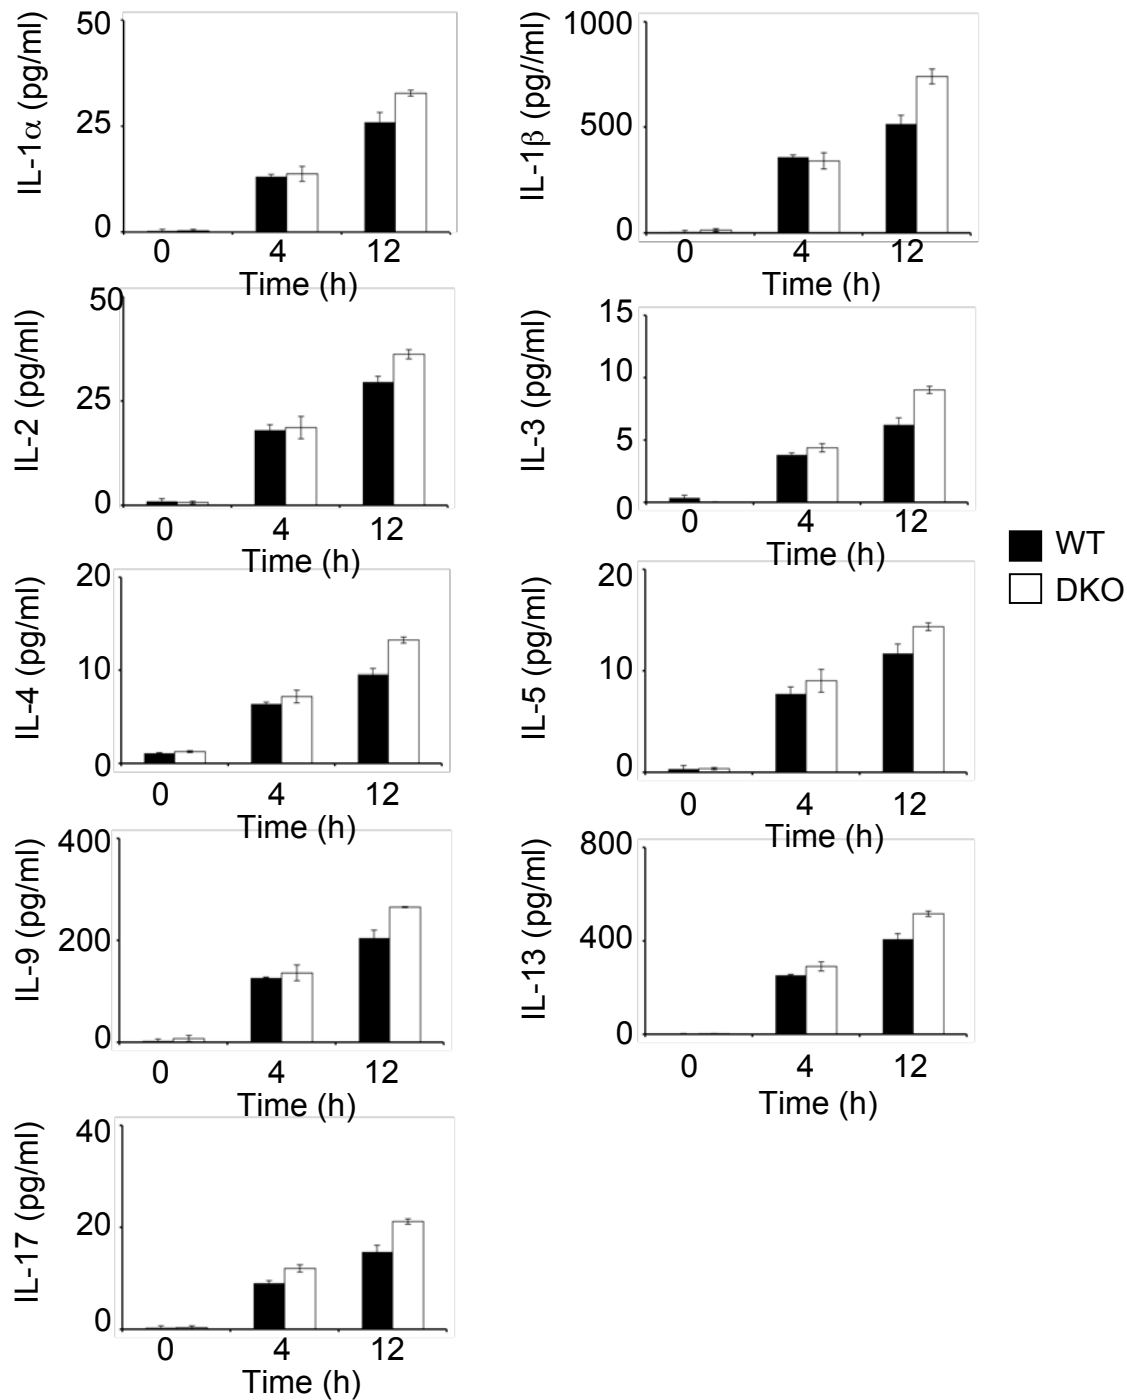 IL-1α (pg/ml)
50
25
0
0 4 12
Time (h)
IL-1β (pg//ml)
1000
500
0
0 4 12
Time (h)
IL-2 (pg/ml)
50
25
0
0 4 12
Time (h)
IL-3 (pg/ml)
15
10
5
0
0 4 12
Time (h)
WT
DKO
IL-4 (pg/ml)
20
10
0
0 4 12
Time (h)
IL-5 (pg/ml)
20
10
0
0 4 12
Time (h)
IL-9 (pg/ml)
400
200
0
0 4 12
Time (h)
IL-13 (pg/ml)
800
400
0
0 4 12
Time (h)
IL-17 (pg/ml)
40
20
0
0 4 12
Time (h)